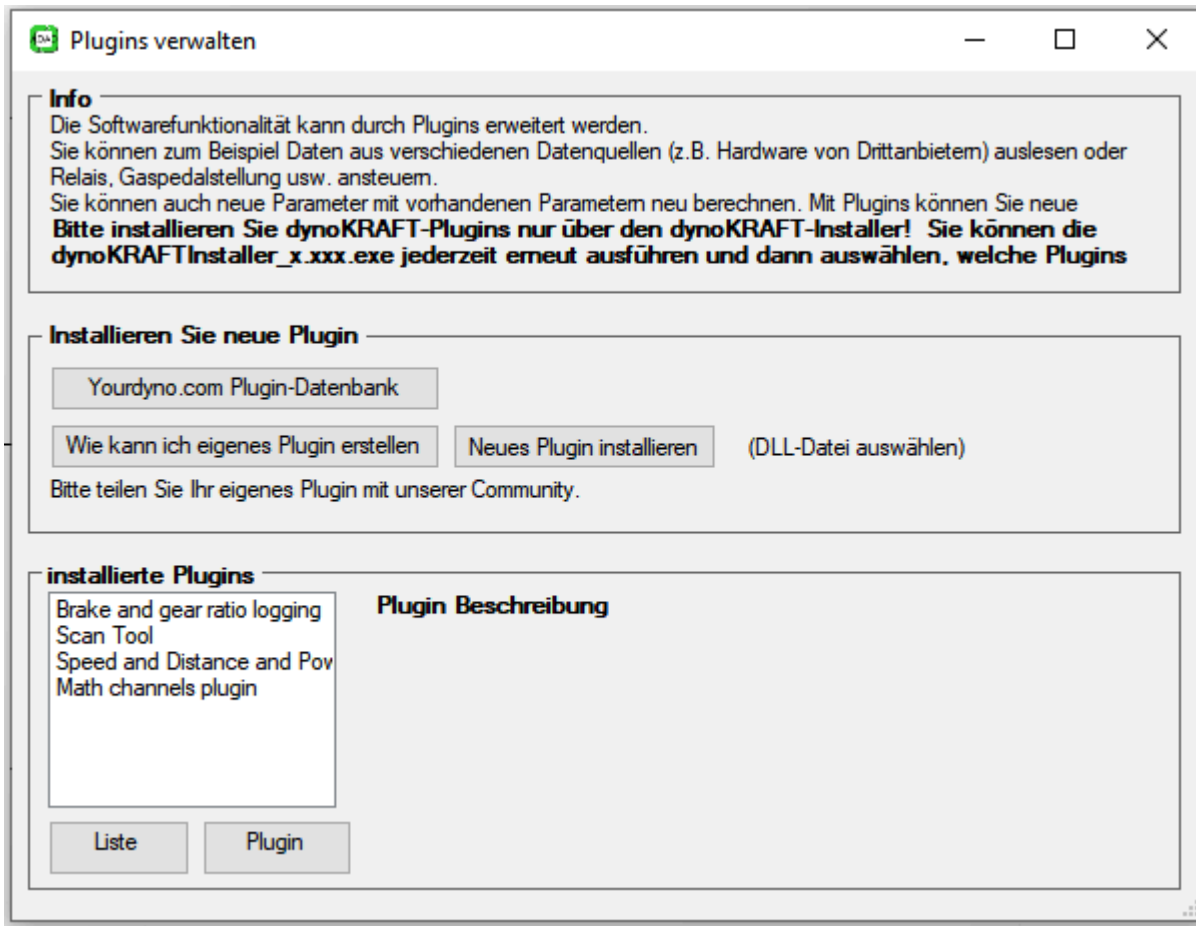 Plugins verwalten
Info
Die Softwarefunktionalität kann durch Plugins erweitert werden.
Sie können zum Beispiel Daten aus verschiedenen Datenquellen (z.B. Hardware von Drittanbietern) auslesen oder
Relais, Gaspedalstellung usw. ansteuern.
Sie können auch neue Parameter mit vorhandenen Parametern neu berechnen. Mit Plugins können Sie neue
Bitte installieren Sie dynoKRAFT-Plugins nur über den dynoKRAFT-Installer! Sie können die
dynoKRAFTInstaller_x.xxx.exe jederzeit erneut ausführen und dann auswählen, welche Plugins
Installieren Sie neue Plugin
Yourdyno.com Plugin-Datenbank
Wie kann ich eigenes Plugin erstellen Neues Plugin installieren (DLL-Datei auswählen)
Bitte teilen Sie Ihr eigenes Plugin mit unserer Community.
installierte Plugins
Plugin Beschreibung
Brake and gear ratio logging
Scan Tool
Speed and Distance and Pow
Math channels plugin
Liste Plugin